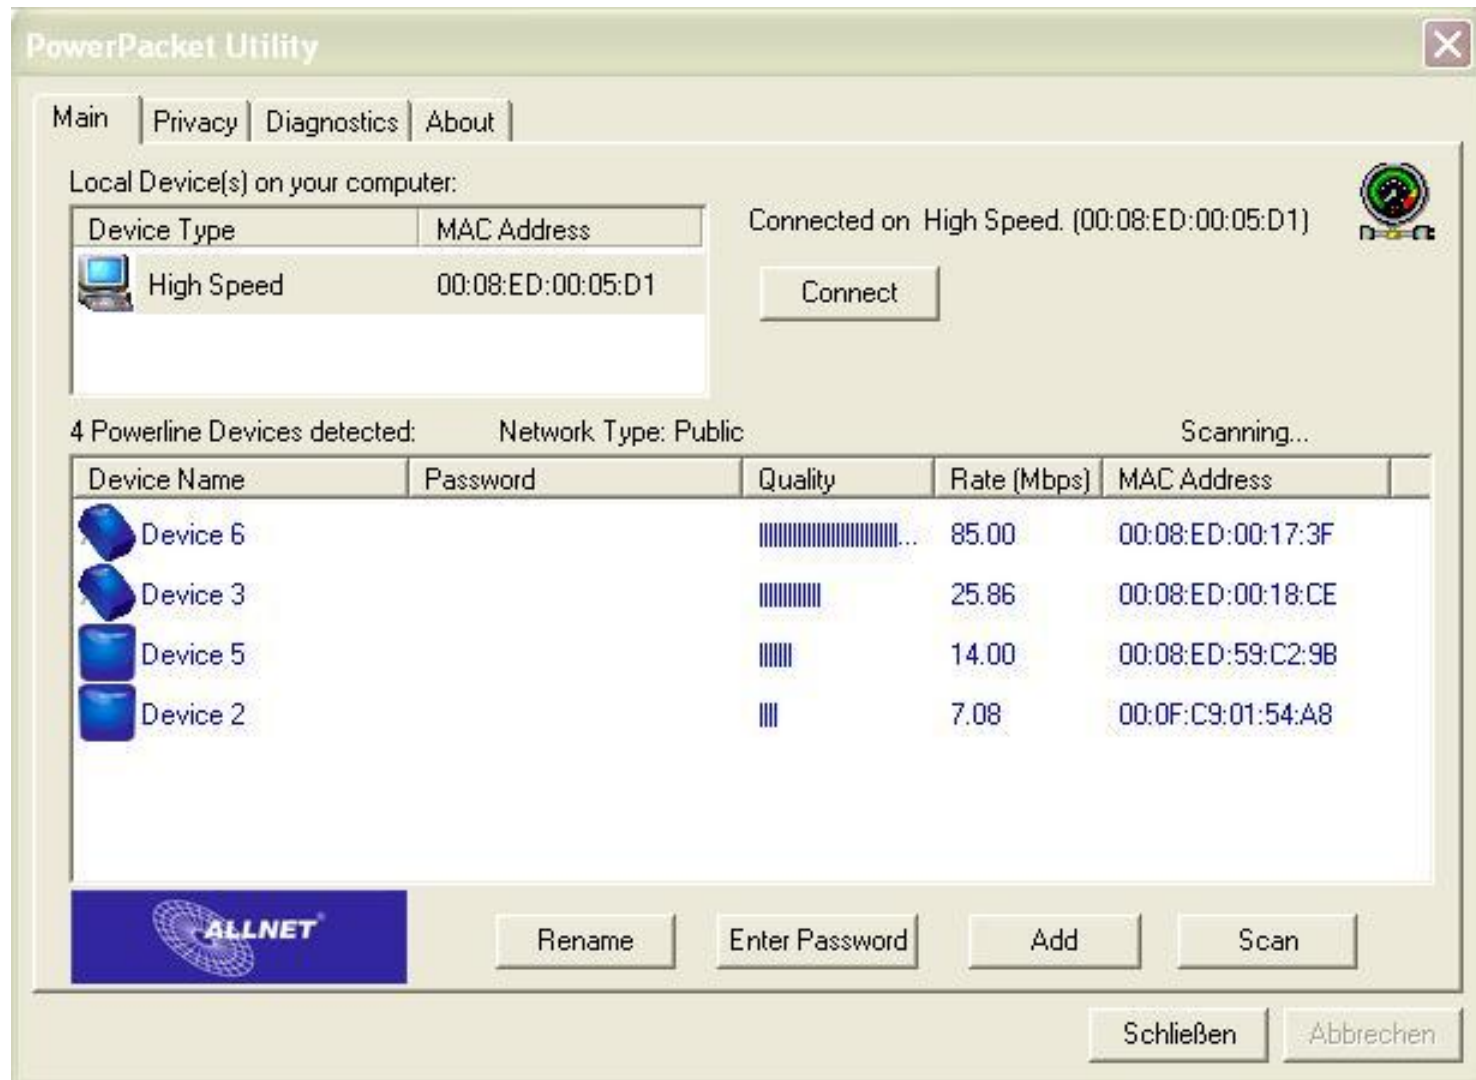 PowerPacket Utility
Main Privacy Diagnostics About
Local Device(s) on your computer:
Device Type MAC Address
High Speed 00:08:ED:00:05:D1
Connected on High Speed. (00:08:ED:00:05:D1)
Connect
4 Powerline Devices detected: Network Type: Public Scanning...
Device Name Password Quality Rate (Mbps) MAC Address
Device 6 85.00 00:08:ED:00:17:3F
Device 3 25.86 00:08:ED:00:18:CE
Device 5 14.00 00:08:ED:59:C2:9B
Device 2 7.08 00:0F:C9:01:54:A8
ALLNET®
Rename Enter Password Add Scan
Schließen Abbrechen